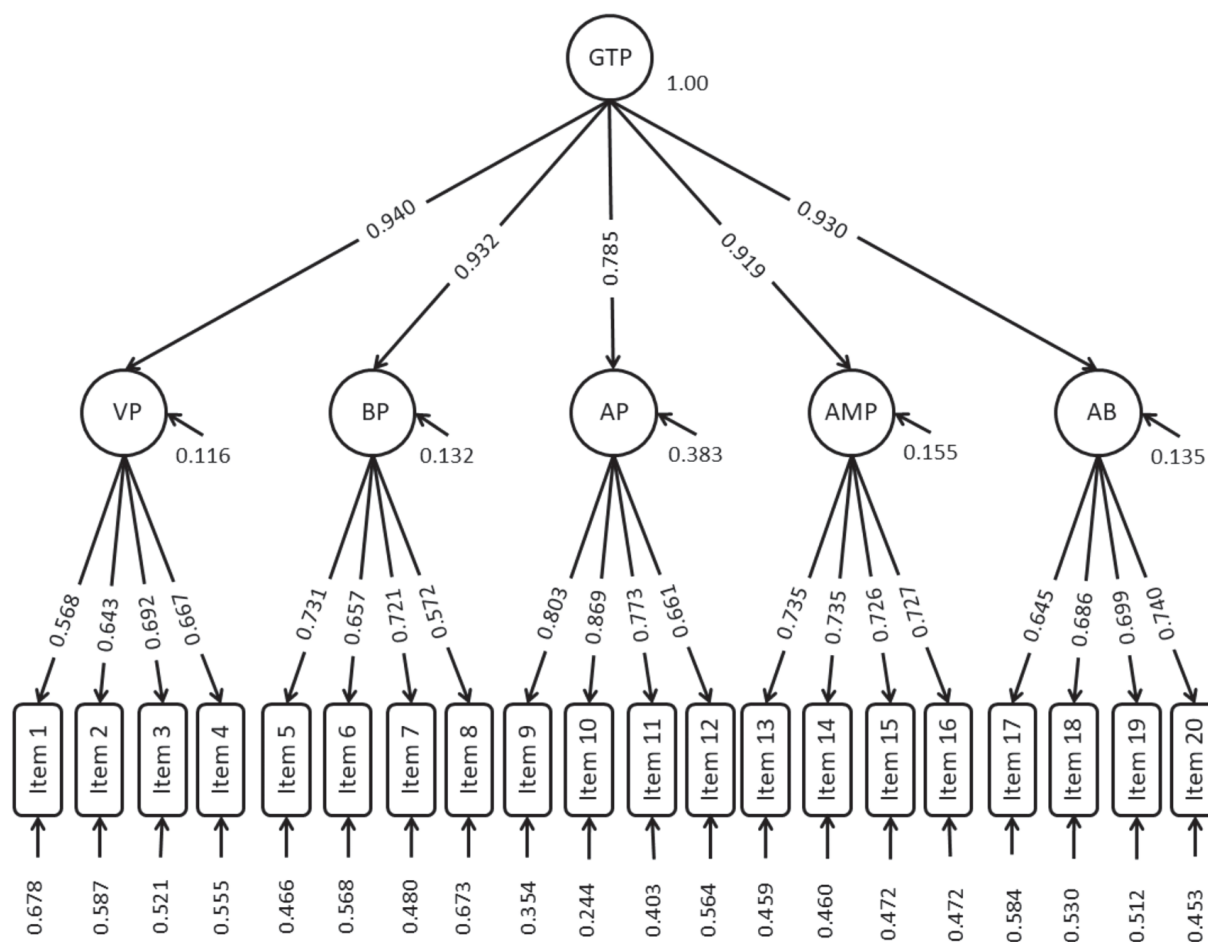 GTP
1.00
0.940
0.932
0.785
0.919
0.930
VP
BP
AP
AMP
AB
0.116
0.132
0.383
0.155
0.135
0.568
0.643
0.692
0.667
0.731
0.657
0.721
0.572
0.803
0.869
0.773
0.661
0.735
0.735
0.726
0.727
0.645
0.686
0.699
0.740
Item 1
Item 2
Item 3
Item 4
Item 5
Item 6
Item 7
Item 8
Item 9
Item 10
Item 11
Item 12
Item 13
Item 14
Item 15
Item 16
Item 17
Item 18
Item 19
Item 20
0.678
0.587
0.521
0.555
0.466
0.568
0.480
0.673
0.354
0.244
0.403
0.564
0.459
0.460
0.472
0.472
0.584
0.530
0.512
0.453